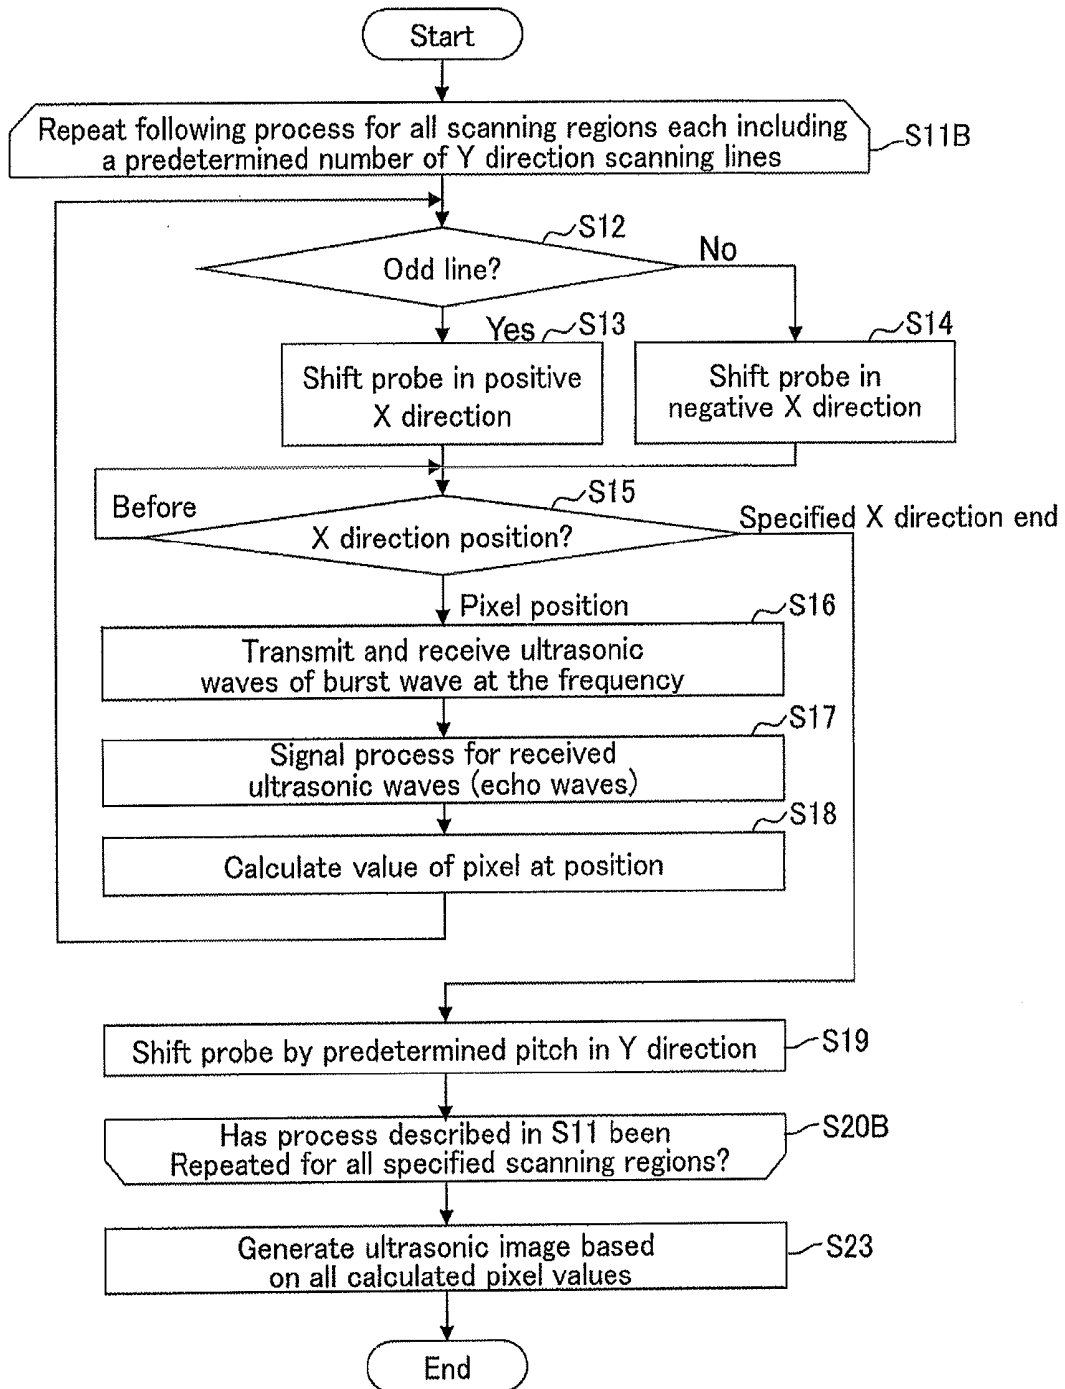 Start
Repeat following process for all scanning regions each including
a predetermined number of Y direction scanning lines
S11B
S12
Odd line?
No
Yes
S13
Shift probe in positive
X direction
S14
Shift probe in
negative X direction
Before
S15
X direction position?
Specified X direction end
Pixel position
S16
Transmit and receive ultrasonic
waves of burst wave at the frequency
S17
Signal process for received
ultrasonic waves (echo waves)
S18
Calculate value of pixel at position
Shift probe by predetermined pitch in Y direction
S19
Has process described in S11 been
Repeated for all specified scanning regions?
S20B
Generate ultrasonic image based
on all calculated pixel values
S23
End